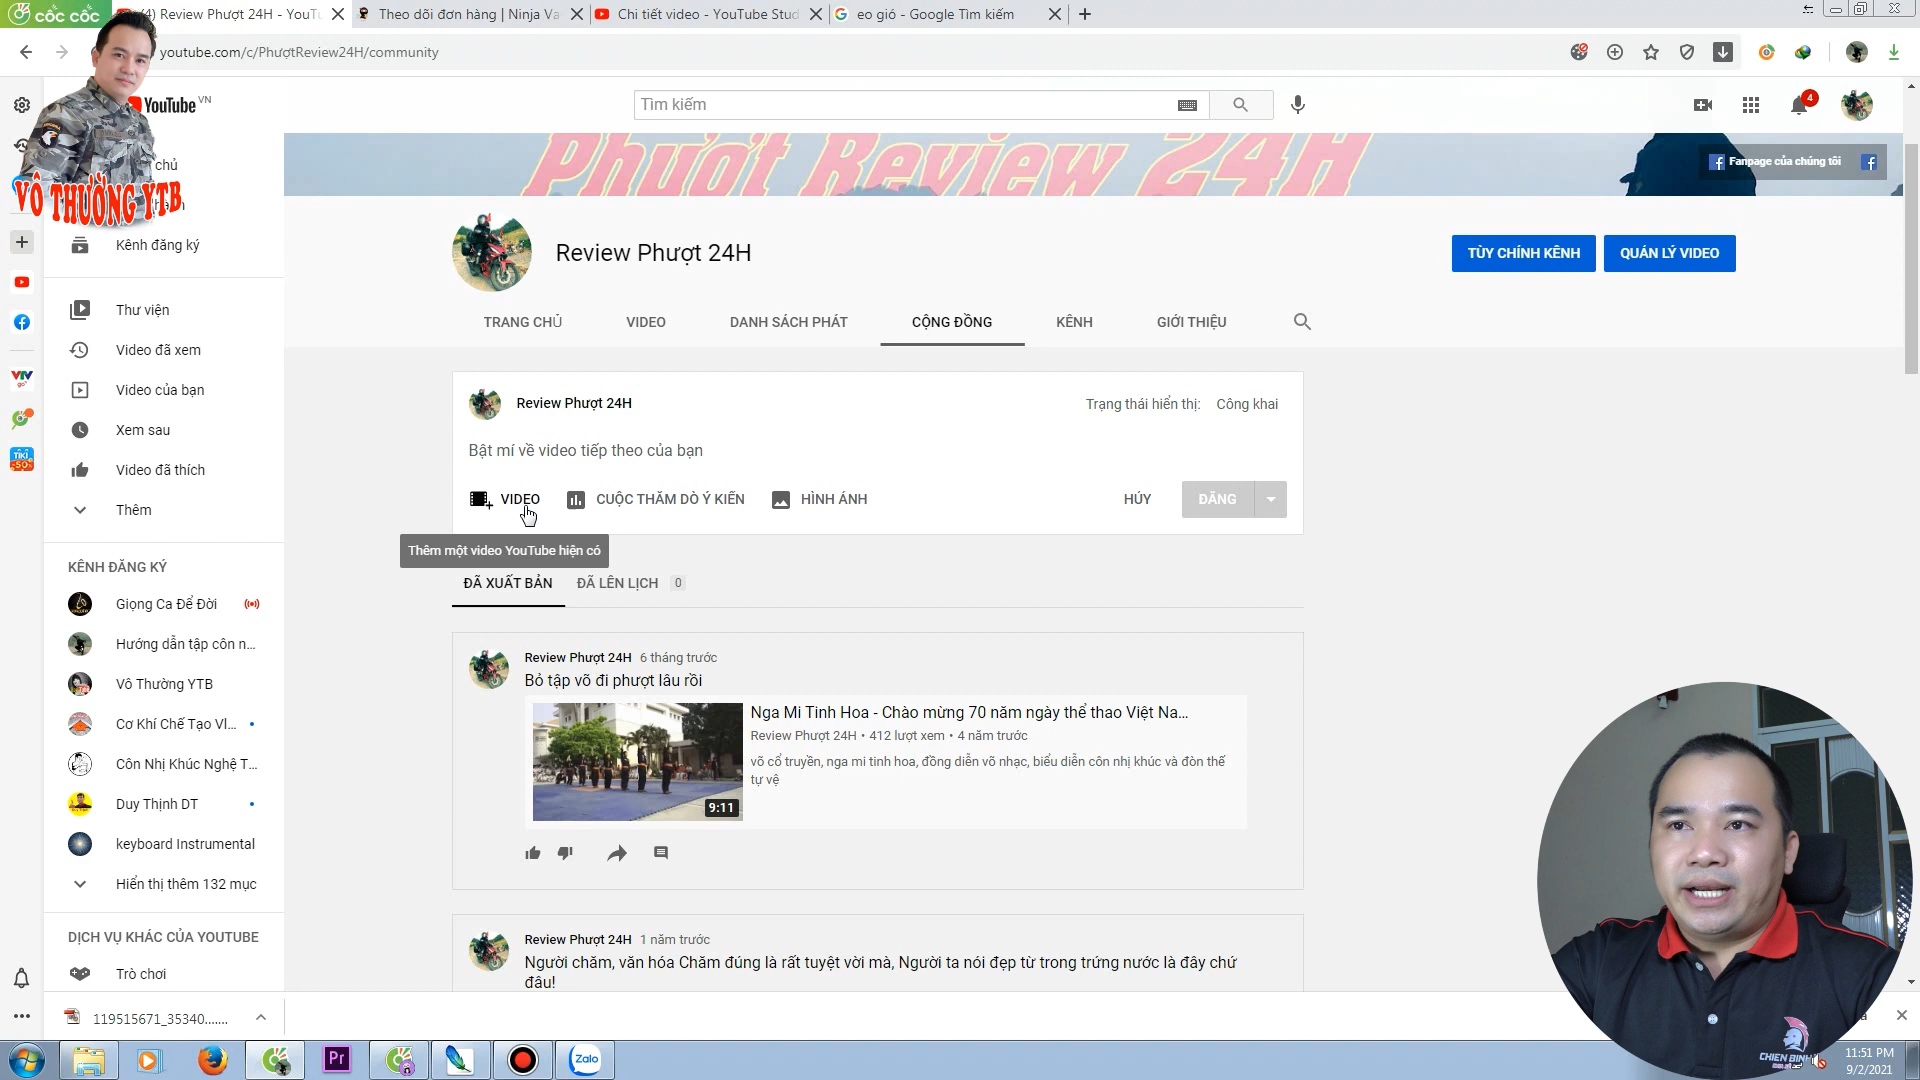 cốc cốc
(4) Review Phượt 24H - YouTu
Theo dõi đơn hàng | Ninja Va
Chi tiết video - YouTube Stud
eo gió - Google Tìm kiếm
youtube.com/c/PhượtReview24H/community
YouTube VN
Tìm kiếm
4
chủ
VÔ THƯỜNG YTB
Phượt Review 24H
Fanpage của chúng tôi
Kênh đăng ký
Review Phượt 24H
TÙY CHỈNH KÊNH
QUẢN LÝ VIDEO
TRANG CHỦ
VIDEO
DANH SÁCH PHÁT
CỘNG ĐỒNG
KÊNH
GIỚI THIỆU
Thư viện
Video đã xem
Video của bạn
Xem sau
Video đã thích
Thêm
VTV
go
TIKI
-50%
Review Phượt 24H
Trạng thái hiển thị: Công khai
Bật mí về video tiếp theo của bạn
VIDEO
CUỘC THĂM DÒ Ý KIẾN
HÌNH ẢNH
HỦY
ĐĂNG
Thêm một video YouTube hiện có
ĐÃ XUẤT BẢN
ĐÃ LÊN LỊCH 0
KÊNH ĐĂNG KÝ
Giọng Ca Để Đời
Hướng dẫn tập côn n...
Vô Thường YTB
Cơ Khí Chế Tạo Vl...
Côn Nhị Khúc Nghệ T...
Duy Thịnh DT
keyboard Instrumental
Hiển thị thêm 132 mục
DỊCH VỤ KHÁC CỦA YOUTUBE
Trò chơi
Review Phượt 24H 6 tháng trước
Bỏ tập võ đi phượt lâu rồi
Nga Mi Tinh Hoa - Chào mừng 70 năm ngày thể thao Việt Na...
Review Phượt 24H • 412 lượt xem • 4 năm trước
võ cổ truyền, nga mi tinh hoa, đồng diễn võ nhạc, biểu diễn côn nhị khúc và đòn thế
tự vệ
9:11
Review Phượt 24H 1 năm trước
Người chăm, văn hóa Chăm đúng là rất tuyệt vời mà, Người ta nói đẹp từ trong trứng nước là đây chứ
đâu!
119515671_35340.......
CHIEN BINH
Pr
Zalo
11:51 PM
9/2/2021